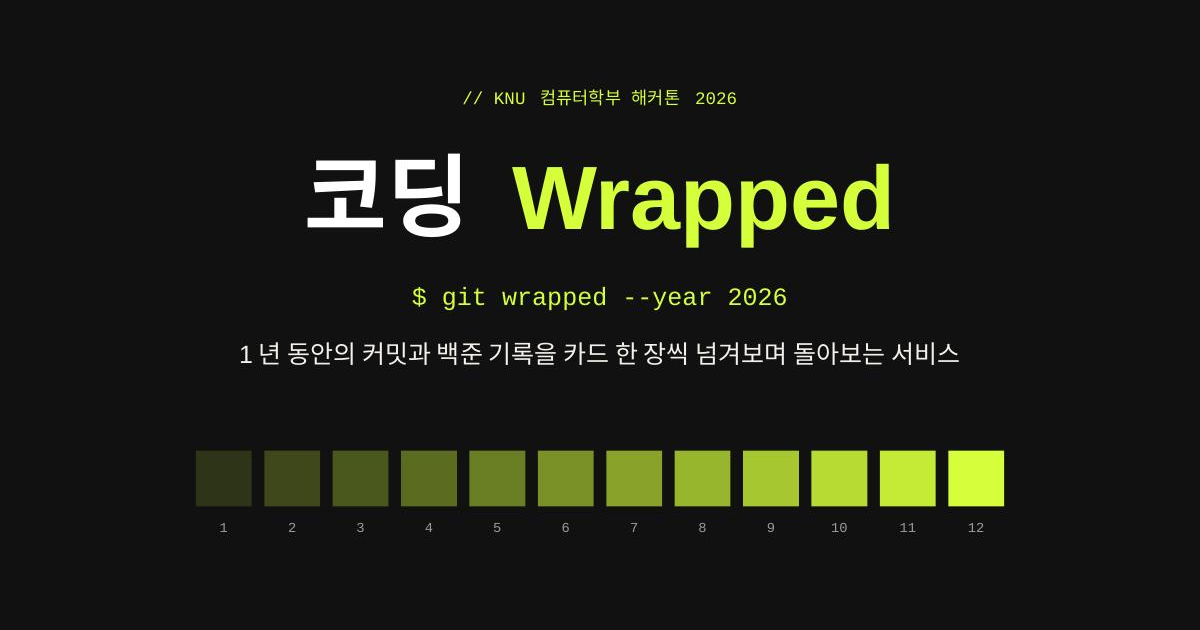 // KNU 컴퓨터학부 해커톤 2026
코딩 Wrapped
$ git wrapped --year 2026
1년 동안의 커밋과 백준 기록을 카드 한 장씩 넘겨보며 돌아보는 서비스
1 2 3 4 5 6 7 8 9 10 11 12